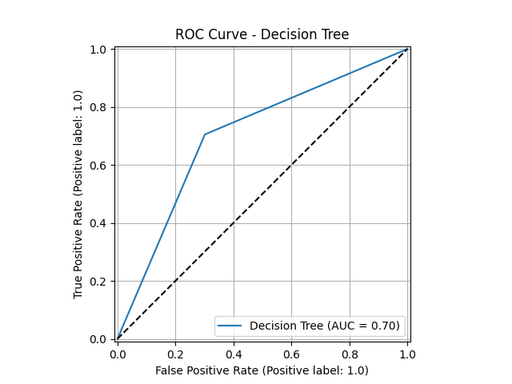 ROC Curve - Decision Tree
1.0
0.8
0.6
0.4
0.2
0.0
True Positive Rate (Positive label: 1.0)
Decision Tree (AUC = 0.70)
0.0 0.2 0.4 0.6 0.8 1.0
False Positive Rate (Positive label: 1.0)